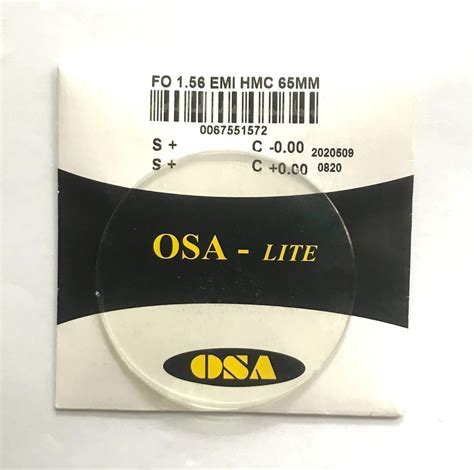 FO 1.56 EMI HMC 65MM
0067551572
S + C -0.00 2020509
S + C +0.00 0820
OSA - LITE
OSA